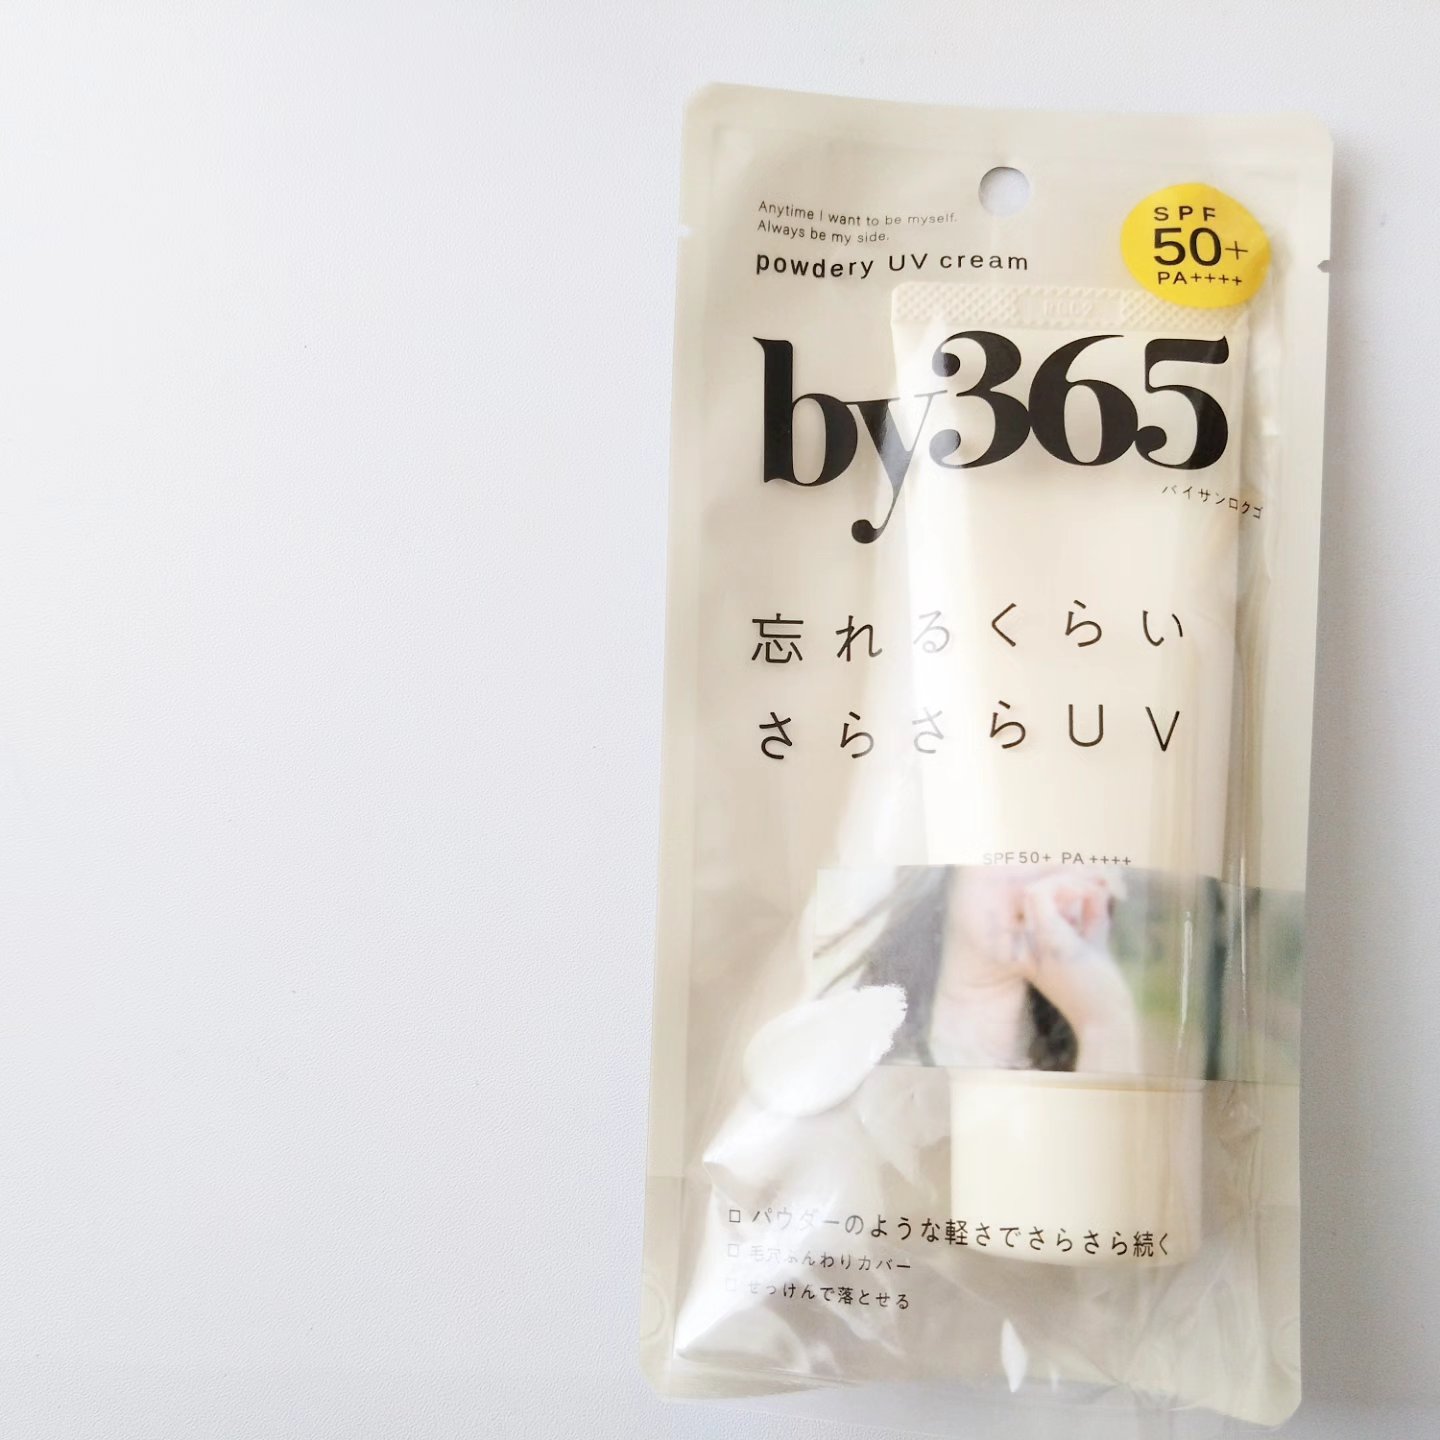 Anytime I want to be myself.
Always be my side.
powdery UV cream
SPF
50+
PA++++
by365
バイサンロクゴ
忘れるくらい
さらさらUV
SPF50+ PA++++
パウダーのような軽さでさらさら続く
毛穴ふんわりカバー
せっけんで落とせる